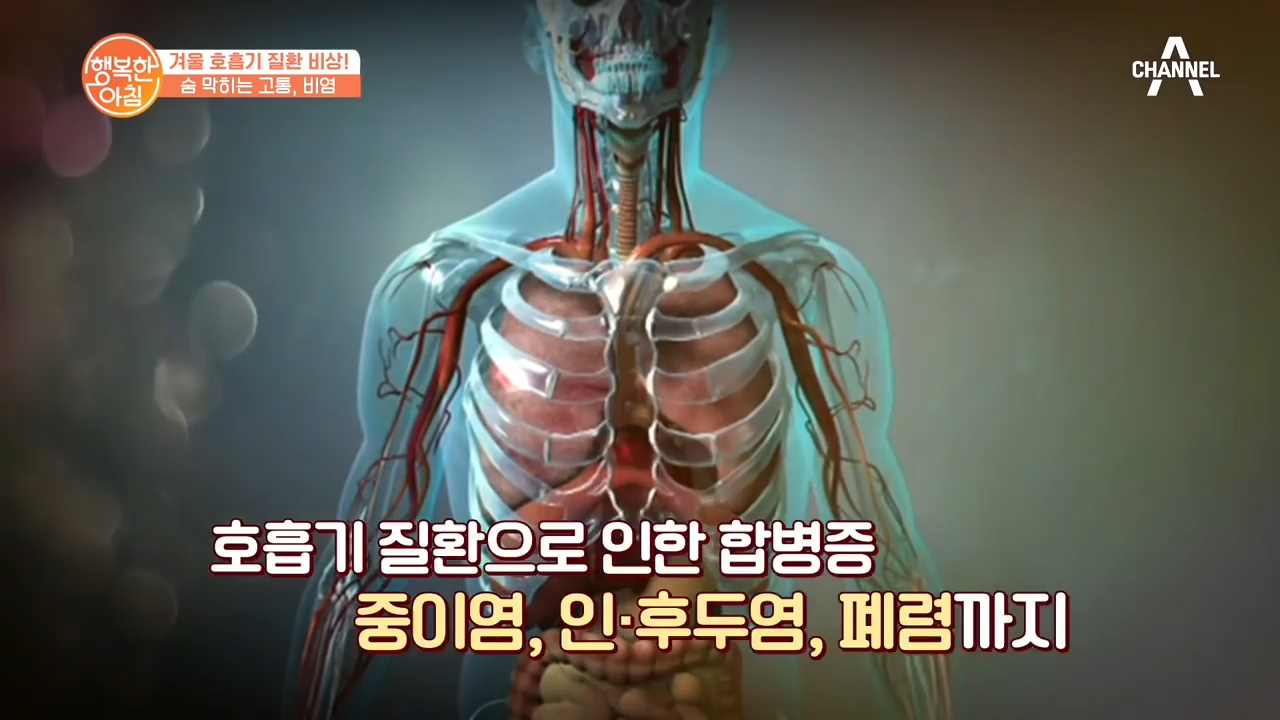 행복한
아침
겨울 호흡기 질환 비상!
숨 막히는 고통, 비염
CHANNEL A
호흡기 질환으로 인한 합병증
중이염, 인·후두염, 폐렴까지